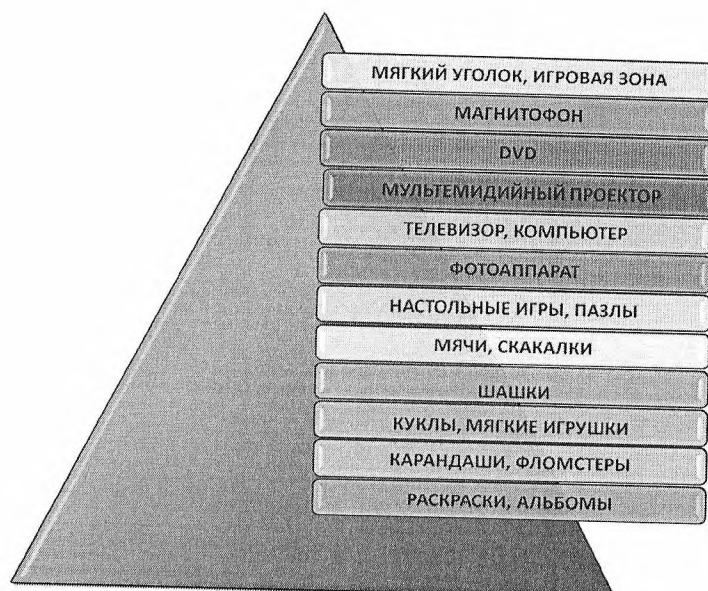 МЯГКИЙ УГОЛОК, ИГРОВАЯ ЗОНА
МАГНИТОФОН
DVD
МУЛЬТЕМИДИЙНЫЙ ПРОЕКТОР
ТЕЛЕВИЗОР, КОМПЬЮТЕР
ФОТОАППАРАТ
НАСТОЛЬНЫЕ ИГРЫ, ПАЗЛЫ
МЯЧИ, СКАКАЛКИ
ШАШКИ
КУКЛЫ, МЯГКИЕ ИГРУШКИ
КАРАНДАШИ, ФЛОМСТЕРЫ
РАСКРАСКИ, АЛЬБОМЫ